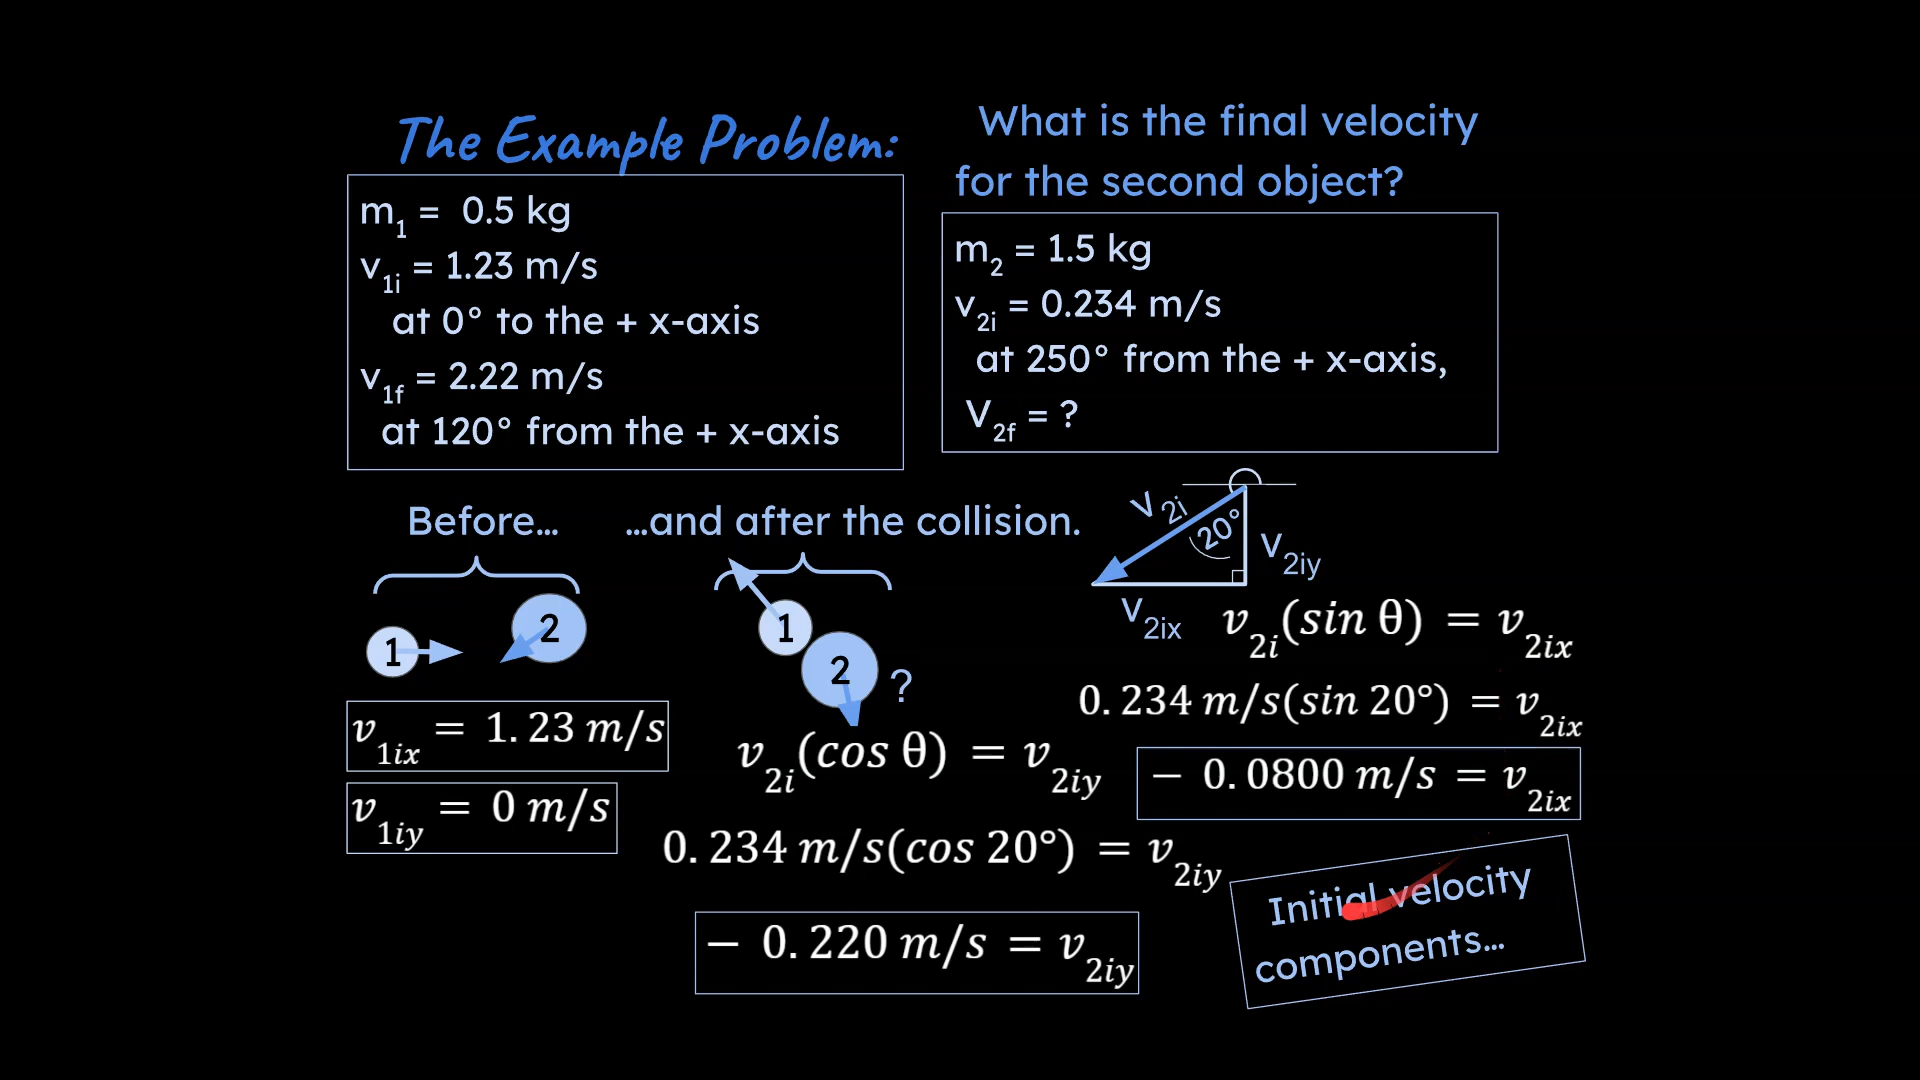 The Example Problem:
m1 = 0.5 kg
v1i = 1.23 m/s
at 0° to the + x-axis
v1f = 2.22 m/s
at 120° from the + x-axis
What is the final velocity
for the second object?
m2 = 1.5 kg
v2i = 0.234 m/s
at 250° from the + x-axis,
V2f = ?
Before...
...and after the collision.
1
2
1
2
?
v2i
20°
v2iy
v2ix
v1ix = 1.23 m/s
v1iy = 0 m/s
v2i(cos θ) = v2iy
0.234 m/s(cos 20°) = v2iy
− 0.220 m/s = v2iy
v2i(sin θ) = v2ix
0.234 m/s(sin 20°) = v2ix
− 0.0800 m/s = v2ix
Initial velocity
components...